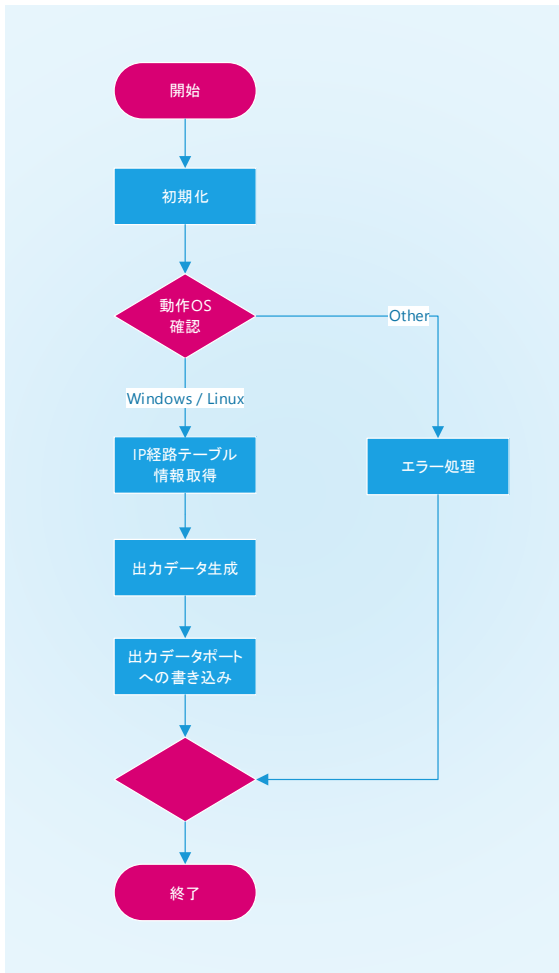 開始
初期化
動作OS
確認
Other
Windows / Linux
IP経路テーブル
情報取得
エラー処理
出力データ生成
出力データポート
への書き込み
終了